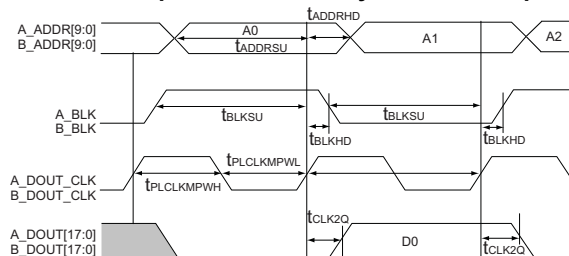 A_ADDR[9:0]
B_ADDR[9:0]
A0
tADDRSU
tADDRHD
A1
A2
A_BLK
B_BLK
tBLKSU
tBLKHD
tBLKSU
tBLKHD
A_DOUT_CLK
B_DOUT_CLK
tPLCLKMPWH
tPLCLKMPWL
A_DOUT[17:0]
B_DOUT[17:0]
tCLK2Q
D0
tCLK2Q